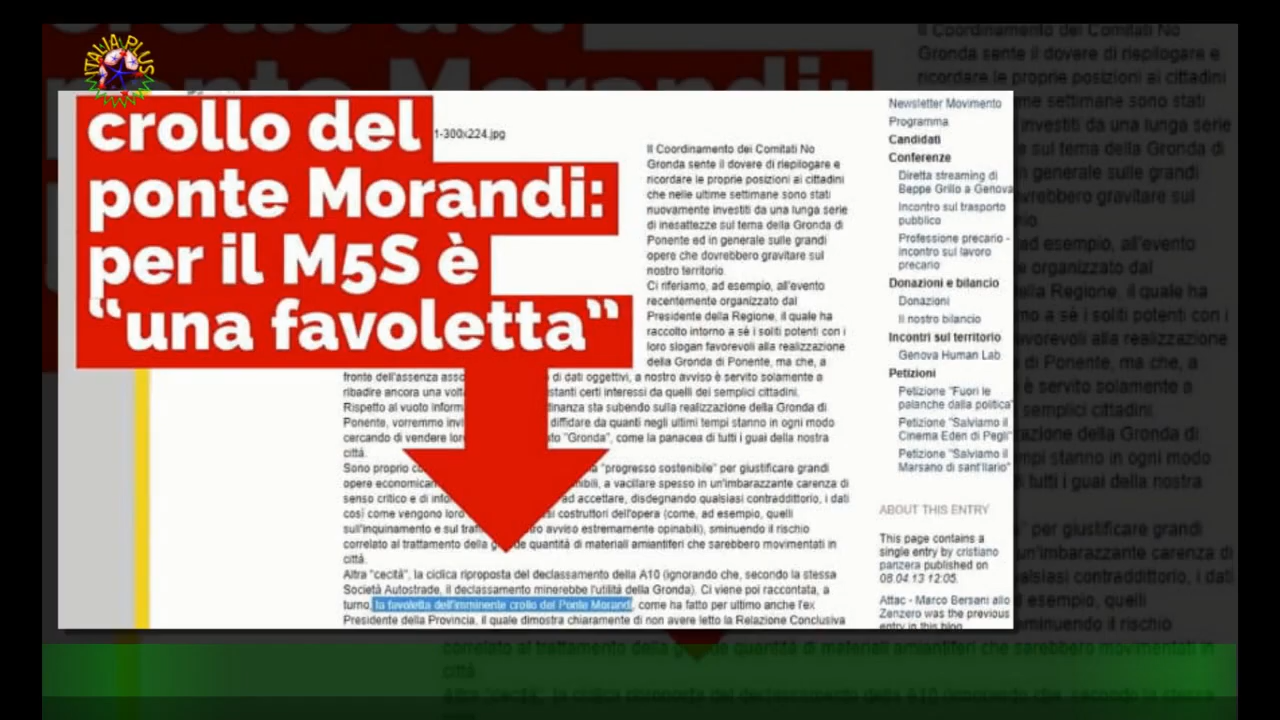 ITALIA PLUS
crollo del
ponte Morandi:
per il M5S è
“una favoletta”
1-300x224.jpg
Il Coordinamento dei Comitati No
Gronda sente il dovere di riepilogare e
ricordare le proprie posizioni ai cittadini
che nelle ultime settimane sono stati
nuovamente investiti da una lunga serie
di inesattezze sul tema della Gronda di
Ponente ed in generale sulle grandi
opere che dovrebbero gravitare sul
nostro territorio.
Ci riferiamo, ad esempio, all'evento
recentemente organizzato dal
Presidente della Regione, il quale ha
raccolto intorno a sè i soliti potenti con i
loro slogan favorevoli alla realizzazione
della Gronda di Ponente, ma che, a
fronte dell'assenza di dati oggettivi, a nostro avviso è servito solamente a
ribadire ancora una certi interessi da quelli dei semplici cittadini.
Rispetto al vuoto sta subendo sulla realizzazione della Gronda di
Ponente, vorremmo diffidare da quanti negli ultimi tempi stanno in ogni modo
cercando di vendere "Gronda", come la panacea di tutti i guai della nostra
città.
Sono proprio "progresso sostenibile" per giustificare grandi
opere a vacillare spesso in un'imbarazzante carenza di
senso critico e di ad accettare, disdegnando qualsiasi contraddittorio, i dati
così come vengono costruttori dell'opera (come, ad esempio, quelli
sull'inquinamento e sul avviso estremamente opinabili), sminuendo il rischio
correlato al trattamento della quantità di materiali amiantiferi che sarebbero movimentati in
città.
Altra "cecità", la ciclica riproposta del declassamento della A10 (ignorando che, secondo la stessa
Società Autostrade, il declassamento minerebbe l'utilità della Gronda). Ci viene poi raccontata, a
turno, la favoletta dell'imminente crollo del Ponte Morandi, come ha fatto per ultimo anche l'ex
Presidente della Provincia, il quale dimostra chiaramente di non avere letto la Relazione Conclusiva
Newsletter Movimento
Programma
Candidati
Conferenze
Diretta streaming di
Beppe Grillo a Genova
Incontro sul trasporto
pubblico
Professione precario -
incontro sul lavoro
precario
Donazioni e bilancio
Donazioni
Il nostro bilancio
Incontri sul territorio
Genova Human Lab
Petizioni
Petizione "Fuori le
palanche dalla politica"
Petizione "Salviamo il
Cinema Eden di Pegli"
Petizione "Salviamo il
Marsano di sant'Ilario"
ABOUT THIS ENTRY
This page contains a
single entry by cristiano
panzera published on
08.04.13 12:05.
Attac - Marco Bersani allo
Zenzero was the previous
entry in this blog